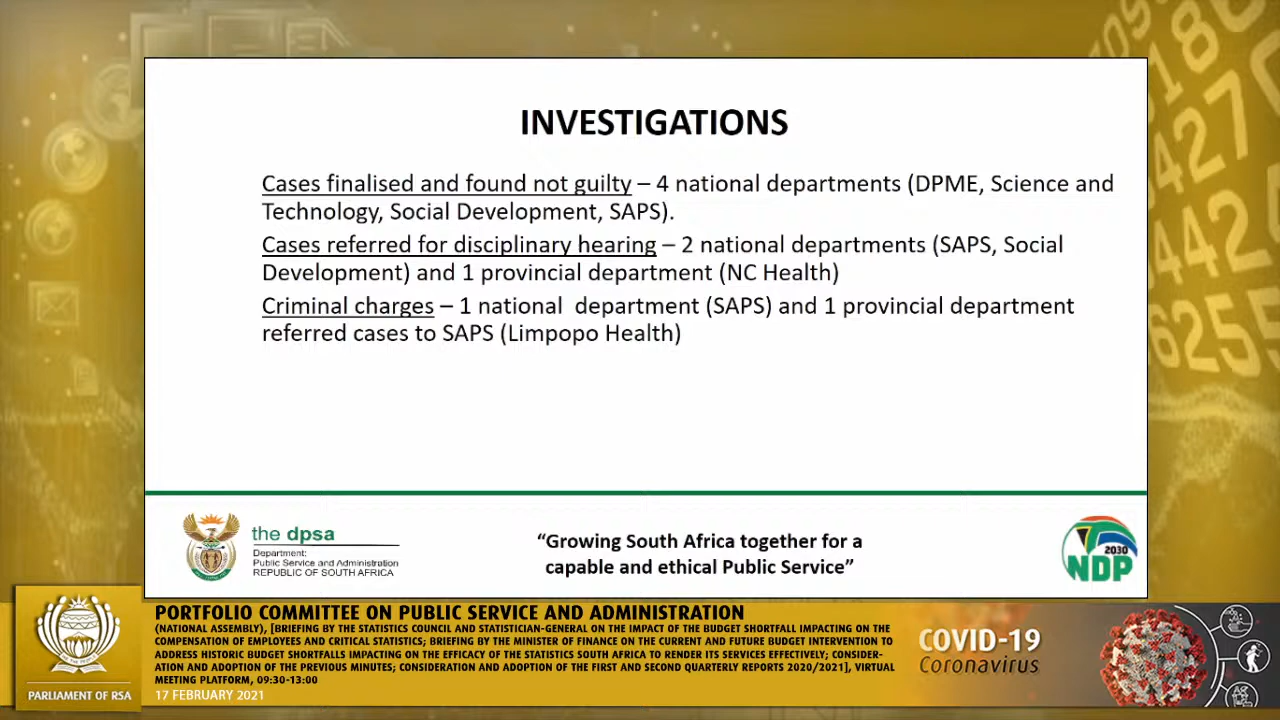 INVESTIGATIONS
Cases finalised and found not guilty – 4 national departments (DPME, Science and
Technology, Social Development, SAPS).
Cases referred for disciplinary hearing – 2 national departments (SAPS, Social
Development) and 1 provincial department (NC Health)
Criminal charges – 1 national department (SAPS) and 1 provincial department
referred cases to SAPS (Limpopo Health)
the dpsa
Department:
Public Service and Administration
REPUBLIC OF SOUTH AFRICA
“Growing South Africa together for a
capable and ethical Public Service”
2030
NDP
PARLIAMENT OF RSA
PORTFOLIO COMMITTEE ON PUBLIC SERVICE AND ADMINISTRATION
(NATIONAL ASSEMBLY), [BRIEFING BY THE STATISTICS COUNCIL AND STATISTICIAN-GENERAL ON THE IMPACT OF THE BUDGET SHORTFALL IMPACTING ON THE
COMPENSATION OF EMPLOYEES AND CRITICAL STATISTICS; BRIEFING BY THE MINISTER OF FINANCE ON THE CURRENT AND FUTURE BUDGET INTERVENTION TO
ADDRESS HISTORIC BUDGET SHORTFALLS IMPACTING ON THE EFFICACY OF THE STATISTICS SOUTH AFRICA TO RENDER ITS SERVICES EFFECTIVELY; CONSIDER-
ATION AND ADOPTION OF THE PREVIOUS MINUTES; CONSIDERATION AND ADOPTION OF THE FIRST AND SECOND QUARTERLY REPORTS 2020/2021], VIRTUAL
MEETING PLATFORM, 09:30-13:00
17 FEBRUARY 2021
COVID-19
Coronavirus